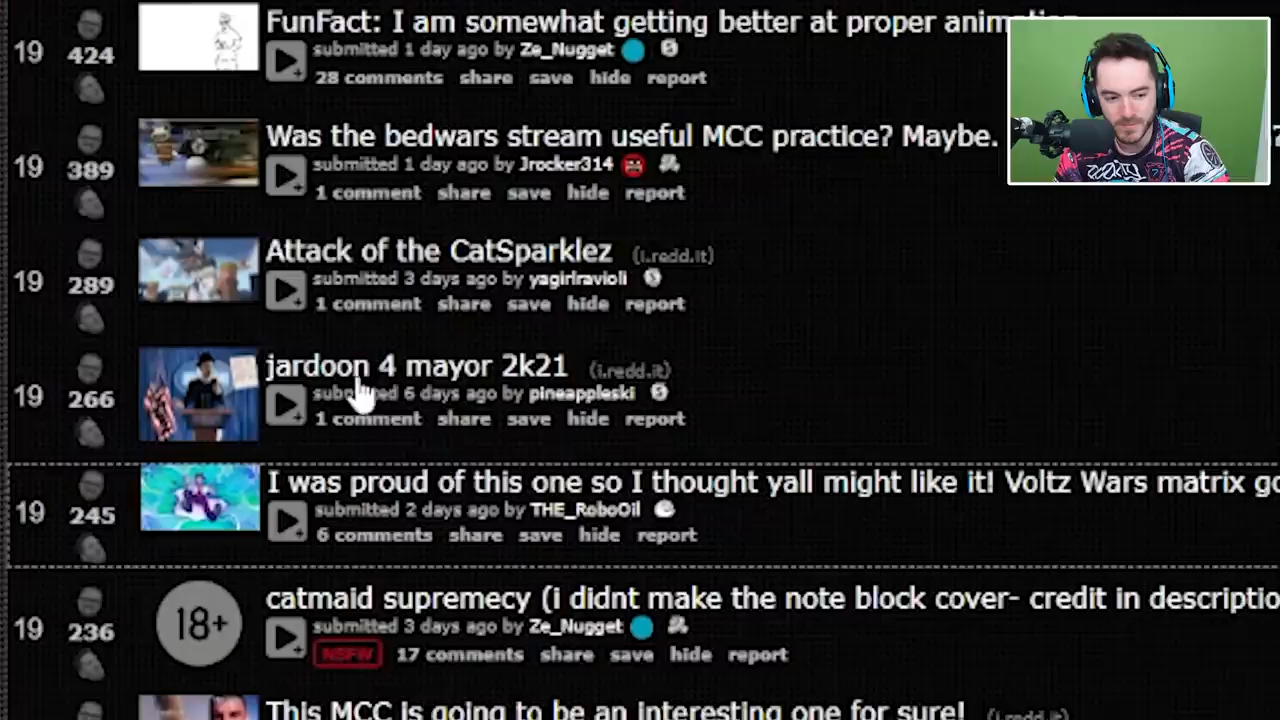 FunFact: I am somewhat getting better at proper animation
19 424 submitted 1 day ago by Ze_Nugget
28 comments share save hide report
Was the bedwars stream useful MCC practice? Maybe.
19 389 submitted 1 day ago by Jrocker314
1 comment share save hide report
Attack of the CatSparklez (i.redd.it)
19 289 submitted 3 days ago by yagirlravioli
1 comment share save hide report
jardoon 4 mayor 2k21 (i.redd.it)
19 266 submitted 6 days ago by pineappleski
1 comment share save hide report
I was proud of this one so I thought yall might like it! Voltz Wars matrix go
19 245 submitted 2 days ago by THE_RoboOil
6 comments share save hide report
catmaid supremecy (i didnt make the note block cover- credit in descriptio
19 236 18+ submitted 3 days ago by Ze_Nugget
NSFW 17 comments share save hide report
This MCC is going to be an interesting one for sure! (i.redd.it)